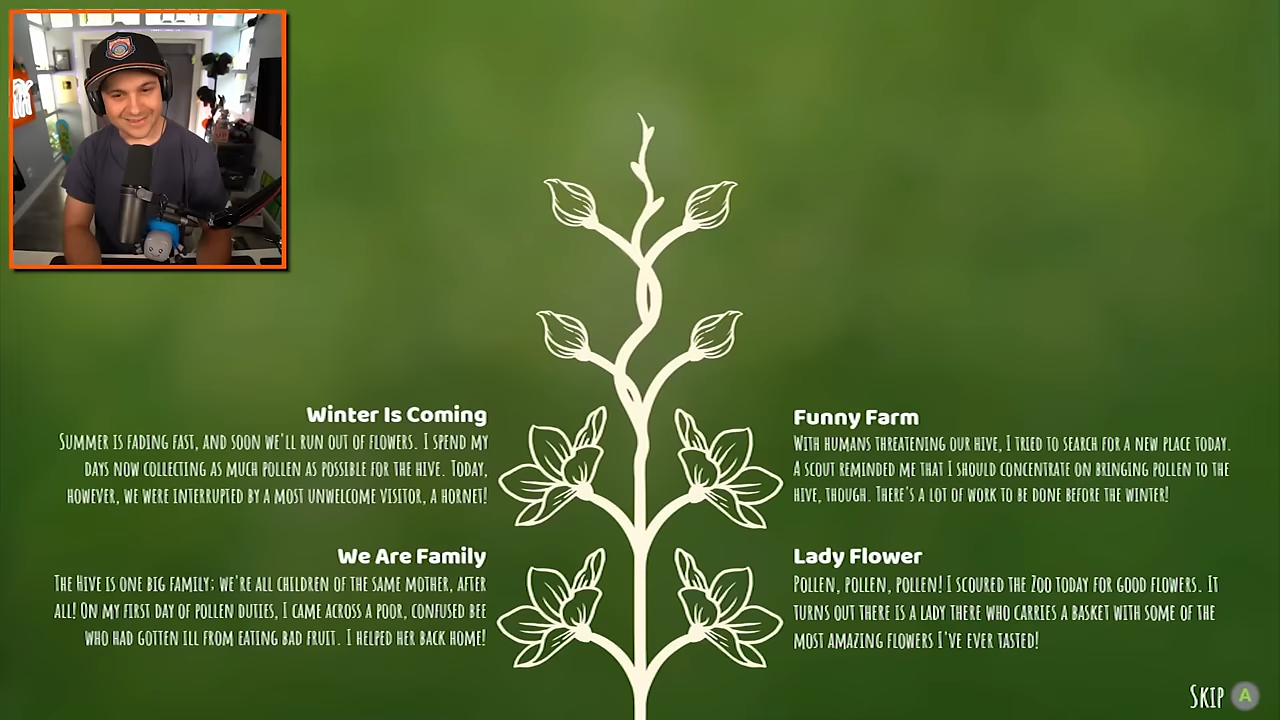 Winter Is Coming
Summer is fading fast, and soon we'll run out of flowers. I spend my
days now collecting as much pollen as possible for the hive. Today,
however, we were interrupted by a most unwelcome visitor, a hornet!
Funny Farm
With humans threatening our hive, I tried to search for a new place today.
A scout reminded me that I should concentrate on bringing pollen to the
hive, though. There's a lot of work to be done before the winter!
We Are Family
The Hive is one big family; we're all children of the same mother, after
all! On my first day of pollen duties, I came across a poor, confused bee
who had gotten ill from eating bad fruit. I helped her back home!
Lady Flower
Pollen, pollen, pollen! I scoured the Zoo today for good flowers. It
turns out there is a lady there who carries a basket with some of the
most amazing flowers I've ever tasted!
Skip A